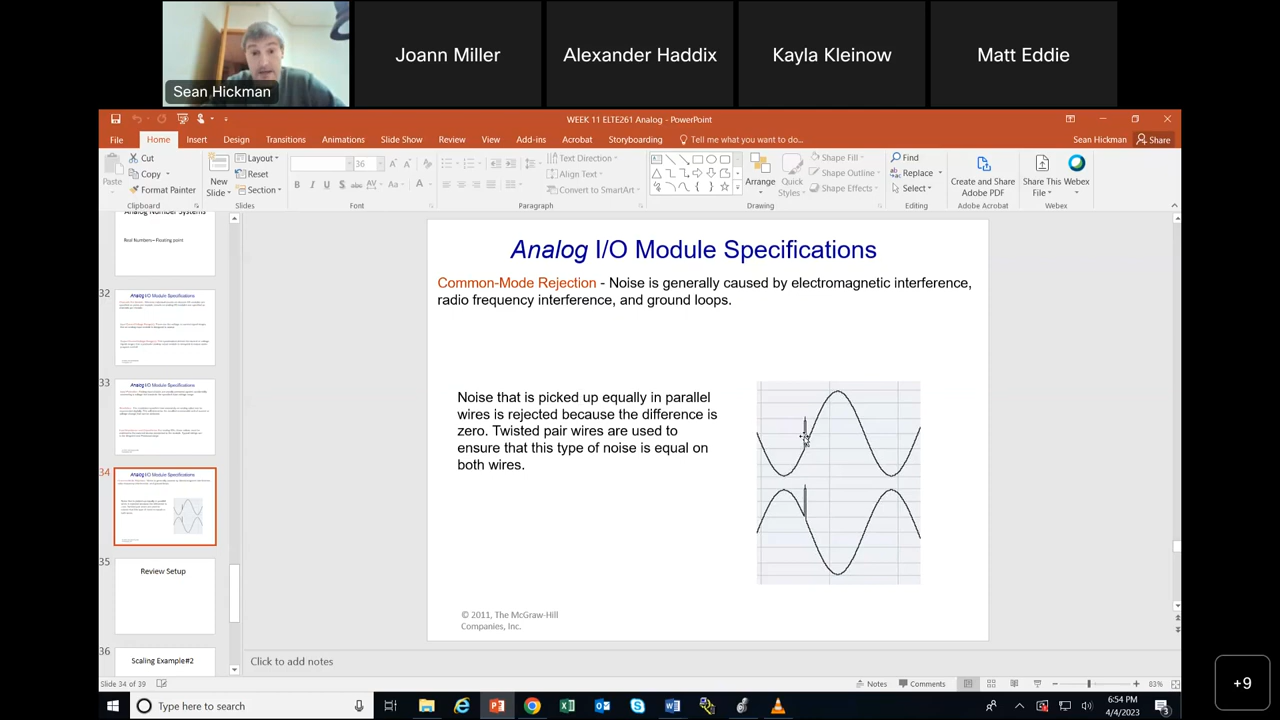 Joann Miller
Alexander Haddix
Kayla Kleinow
Matt Eddie
Sean Hickman
WEEK 11 ELTE261 Analog - PowerPoint
File Home Insert Design Transitions Animations Slide Show Review View Add-ins Acrobat Storyboarding Tell me what you want to do... Sean Hickman Share
Paste
Cut
Copy
Format Painter
Clipboard
New Slide
Layout
Reset
Section
Slides
36
Font
Text Direction
Align Text
Convert to SmartArt
Paragraph
Arrange
Quick Styles
Shape Fill
Shape Outline
Shape Effects
Drawing
Find
Replace
Select
Editing
Create and Share Adobe PDF
Adobe Acrobat
Share This File
Webex
Webex
Analog Number Systems
Real Numbers – Floating point
32
Analog I/O Module Specifications
33
Analog I/O Module Specifications
34
Analog I/O Module Specifications
35
Review Setup
36
Scaling Example#2
Analog I/O Module Specifications
Common-Mode Rejection - Noise is generally caused by electromagnetic interference,
radio frequency interference, and ground loops.
Noise that is picked up equally in parallel
wires is rejected because the difference is
zero. Twisted pair wires are used to
ensure that this type of noise is equal on
both wires.
© 2011, The McGraw-Hill
Companies, Inc.
Click to add notes
Slide 34 of 39
Notes
Comments
83%
Type here to search
6:54 PM
4/4/2023
3
+9